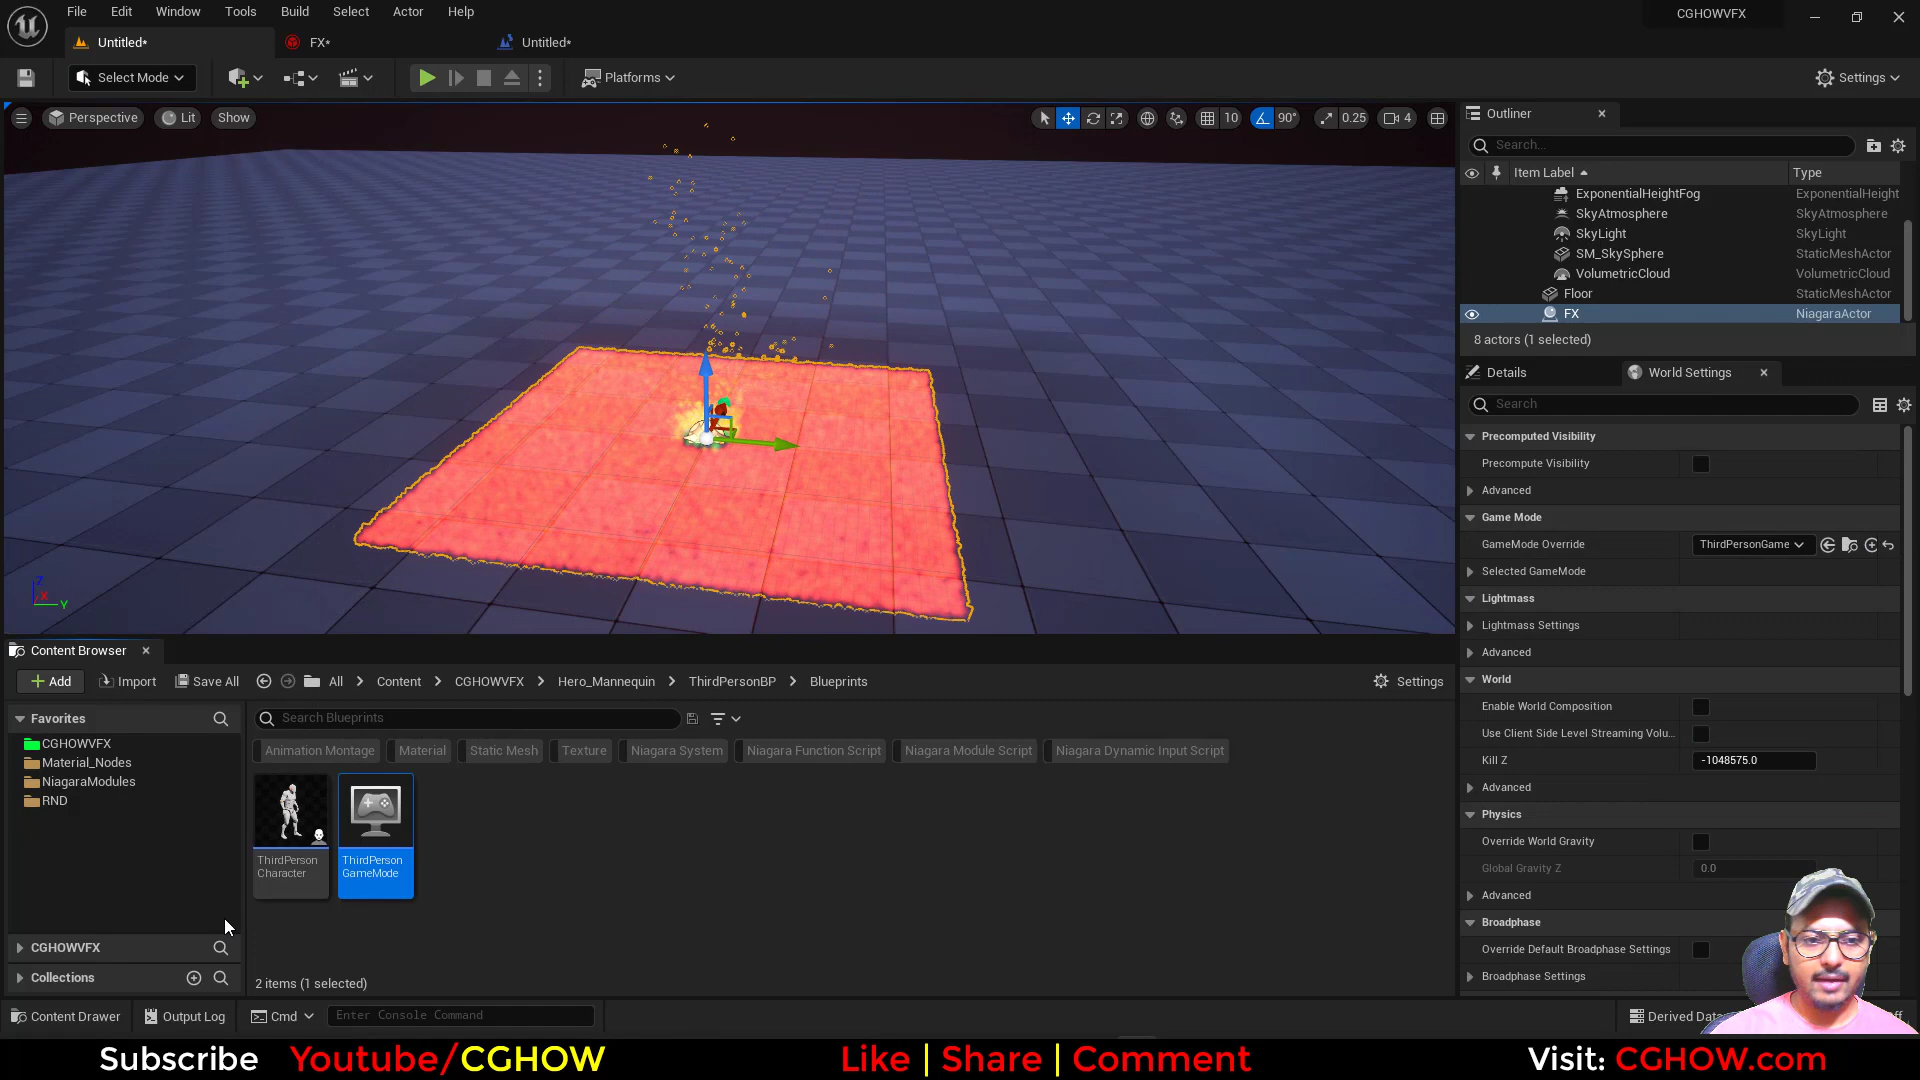 File Edit Window Tools Build Select Actor Help
CGHOWVFX
Untitled* FX* Untitled*
Select Mode Platforms Settings
Perspective Lit Show 10 90° 0.25 4
Outliner
Search...
Item Label Type
ExponentialHeightFog ExponentialHeight
SkyAtmosphere SkyAtmosphere
SkyLight SkyLight
SM_SkySphere StaticMeshActor
VolumetricCloud VolumetricCloud
Floor StaticMeshActor
FX NiagaraActor
8 actors (1 selected)
Details World Settings
Search
Precomputed Visibility
Precompute Visibility
Advanced
Game Mode
GameMode Override ThirdPersonGame
Selected GameMode
Lightmass
Lightmass Settings
Advanced
World
Enable World Composition
Use Client Side Level Streaming Volu...
Kill Z -1048575.0
Advanced
Physics
Override World Gravity
Global Gravity Z 0.0
Advanced
Broadphase
Override Default Broadphase Settings
Broadphase Settings
Z
X
Y
Content Browser
Add Import Save All All > Content > CGHOWVFX > Hero_Mannequin > ThirdPersonBP > Blueprints Settings
Favorites
CGHOWVFX
Material_Nodes
NiagaraModules
RND
CGHOWVFX
Collections
Search Blueprints
Animation Montage Material Static Mesh Texture Niagara System Niagara Function Script Niagara Module Script Niagara Dynamic Input Script
ThirdPerson
Character
ThirdPerson
GameMode
2 items (1 selected)
Content Drawer Output Log Cmd Enter Console Command Derived Data
Subscribe Youtube/CGHOW Like | Share | Comment Visit: CGHOW.com